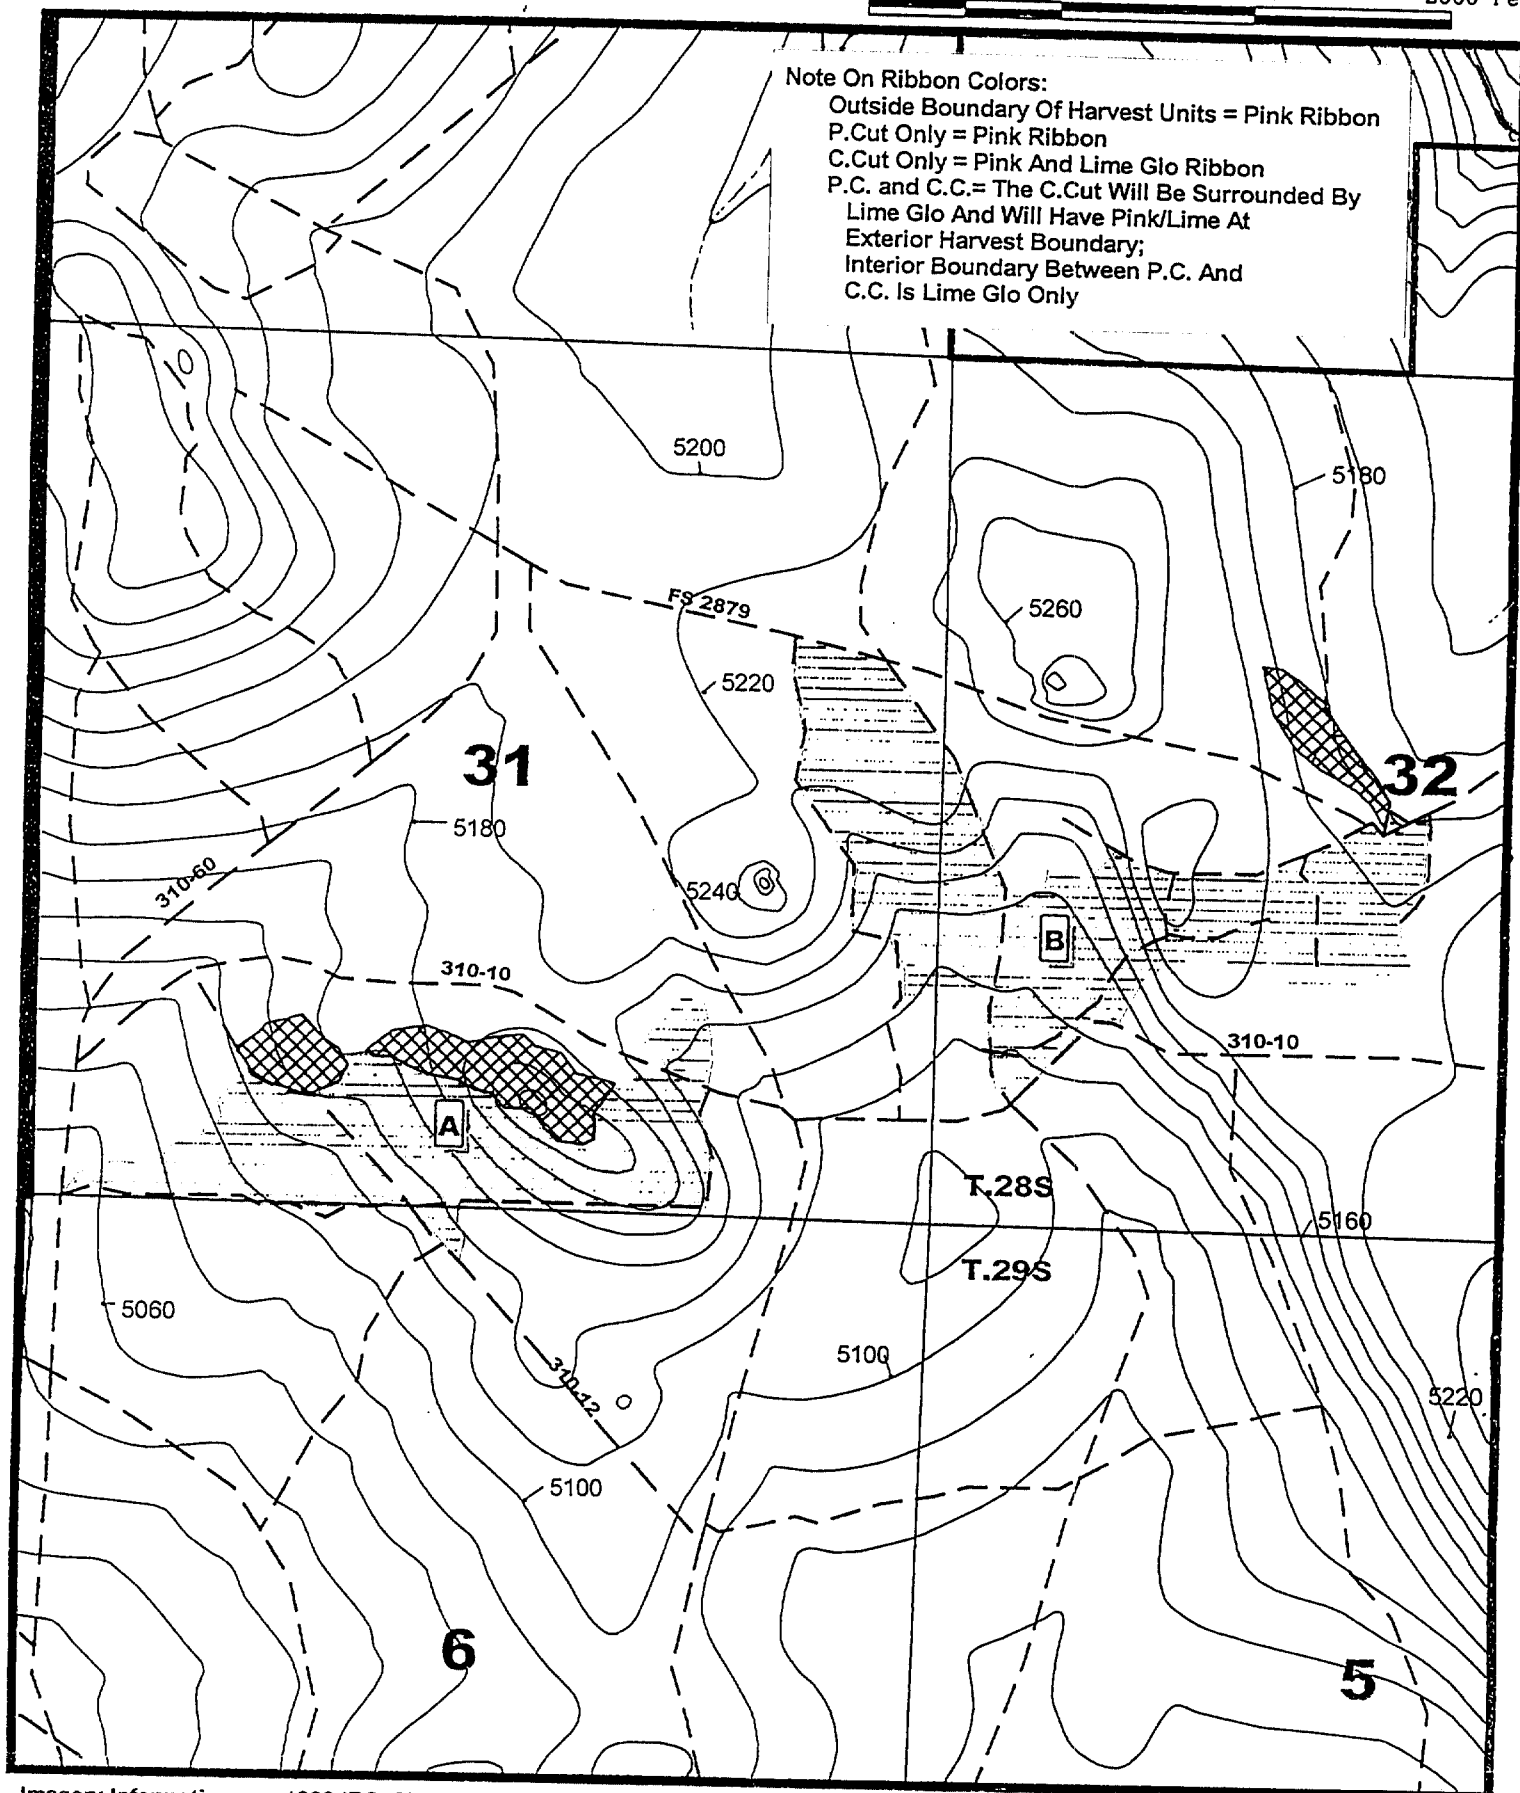 Note On Ribbon Colors:
Outside Boundary Of Harvest Units = Pink Ribbon
P.Cut Only = Pink Ribbon
C.Cut Only = Pink And Lime Glo Ribbon
P.C. and C.C.= The C.Cut Will Be Surrounded By
Lime Glo And Will Have Pink/Lime At
Exterior Harvest Boundary;
Interior Boundary Between P.C. And
C.C. Is Lime Glo Only
5200
5180
FS 2879
5260
5220
31
32
5180
310-60
5240
B
310-10
310-10
A
T.28S
5160
T.29S
5060
5100
310-12
5220
5100
6
5